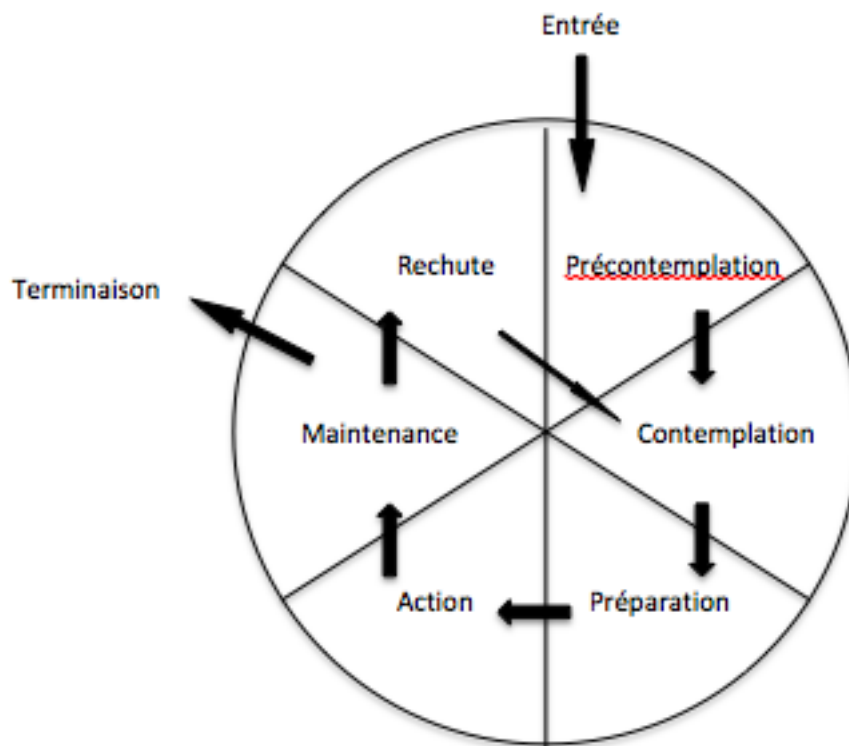 Entrée
Rechute
Précontemplation
Terminaison
Maintenance
Contemplation
Action
Préparation